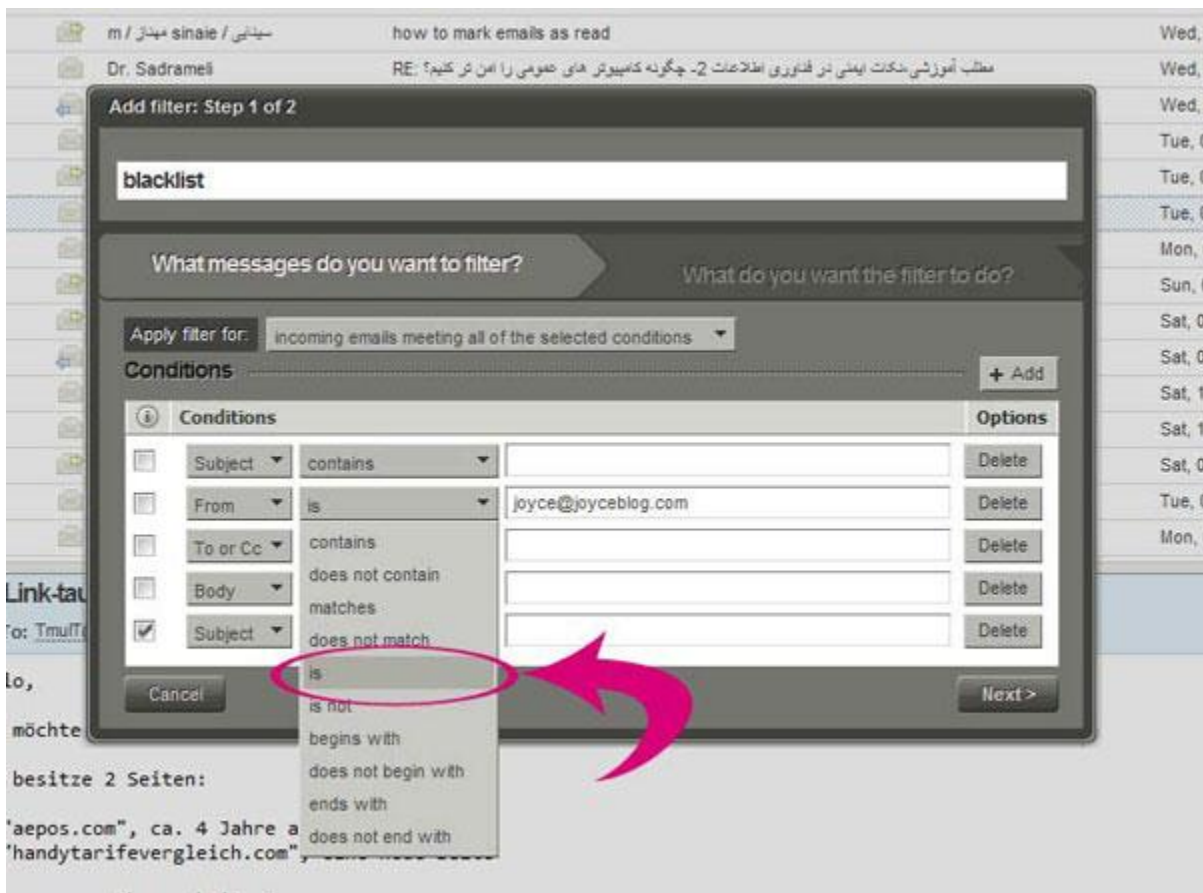 m / سینایی / sinaie مهناز how to mark emails as read Wed,
Dr. Sadrameli RE: مطلب آموزشی،نکات ایمنی در فناوری اطلاعات 2- چگونه کامپیوتر های عمومی را امن تر کنیم؟ Wed,
Wed,
Add filter: Step 1 of 2
Tue,
blacklist
Tue,
Tue,
Mon,
What messages do you want to filter?
What do you want the filter to do?
Sun,
Sat, 0
Apply filter for: incoming emails meeting all of the selected conditions
Sat, 0
Conditions
+ Add
Sat, 1
Conditions Options
Sat, 1
Subject contains Delete
Sat, 0
From is joyce@joyceblog.com Delete
Tue,
To or Cc Delete
Mon,
Body Delete
Subject Delete
contains
does not contain
matches
does not match
is
is not
begins with
does not begin with
ends with
does not end with
Cancel Next >
Link-tau
To:
lo,
möchte
besitze 2 Seiten:
"aepos.com", ca. 4 Jahre a
"handytarifevergleich.com",